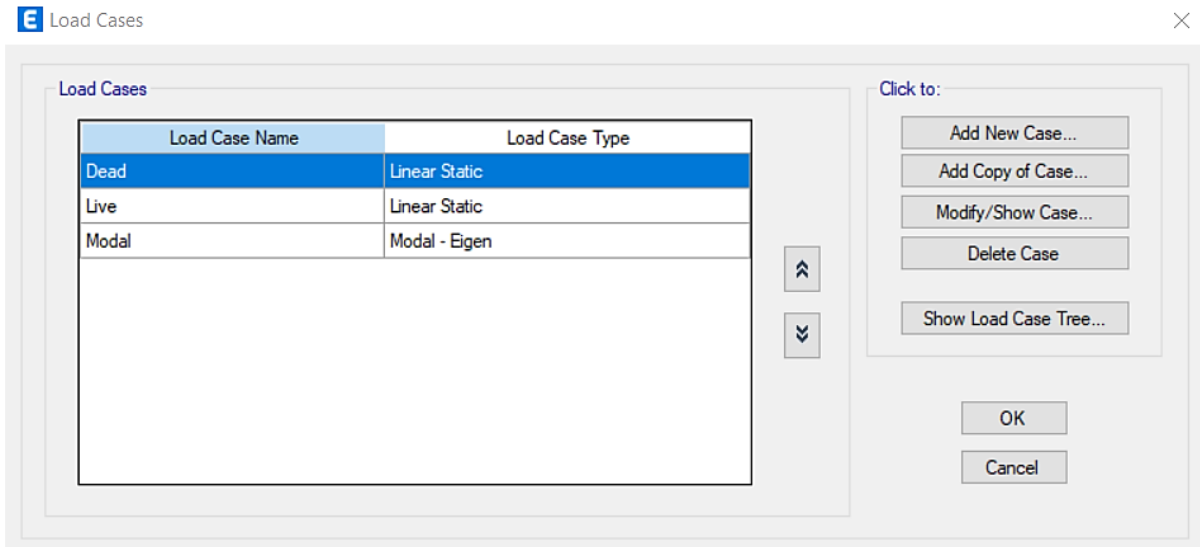 E Load Cases
Load Cases
Load Case Name Load Case Type
Dead Linear Static
Live Linear Static
Modal Modal - Eigen
Click to:
Add New Case...
Add Copy of Case...
Modify/Show Case...
Delete Case
Show Load Case Tree...
OK
Cancel